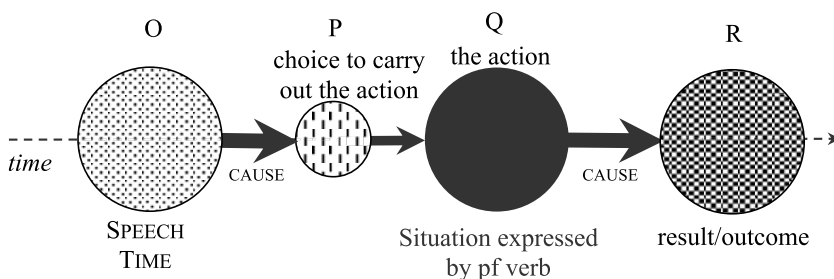 O
P
choice to carry
out the action
Q
the action
R
time
CAUSE
CAUSE
SPEECH
TIME
Situation expressed
by pf verb
result/outcome